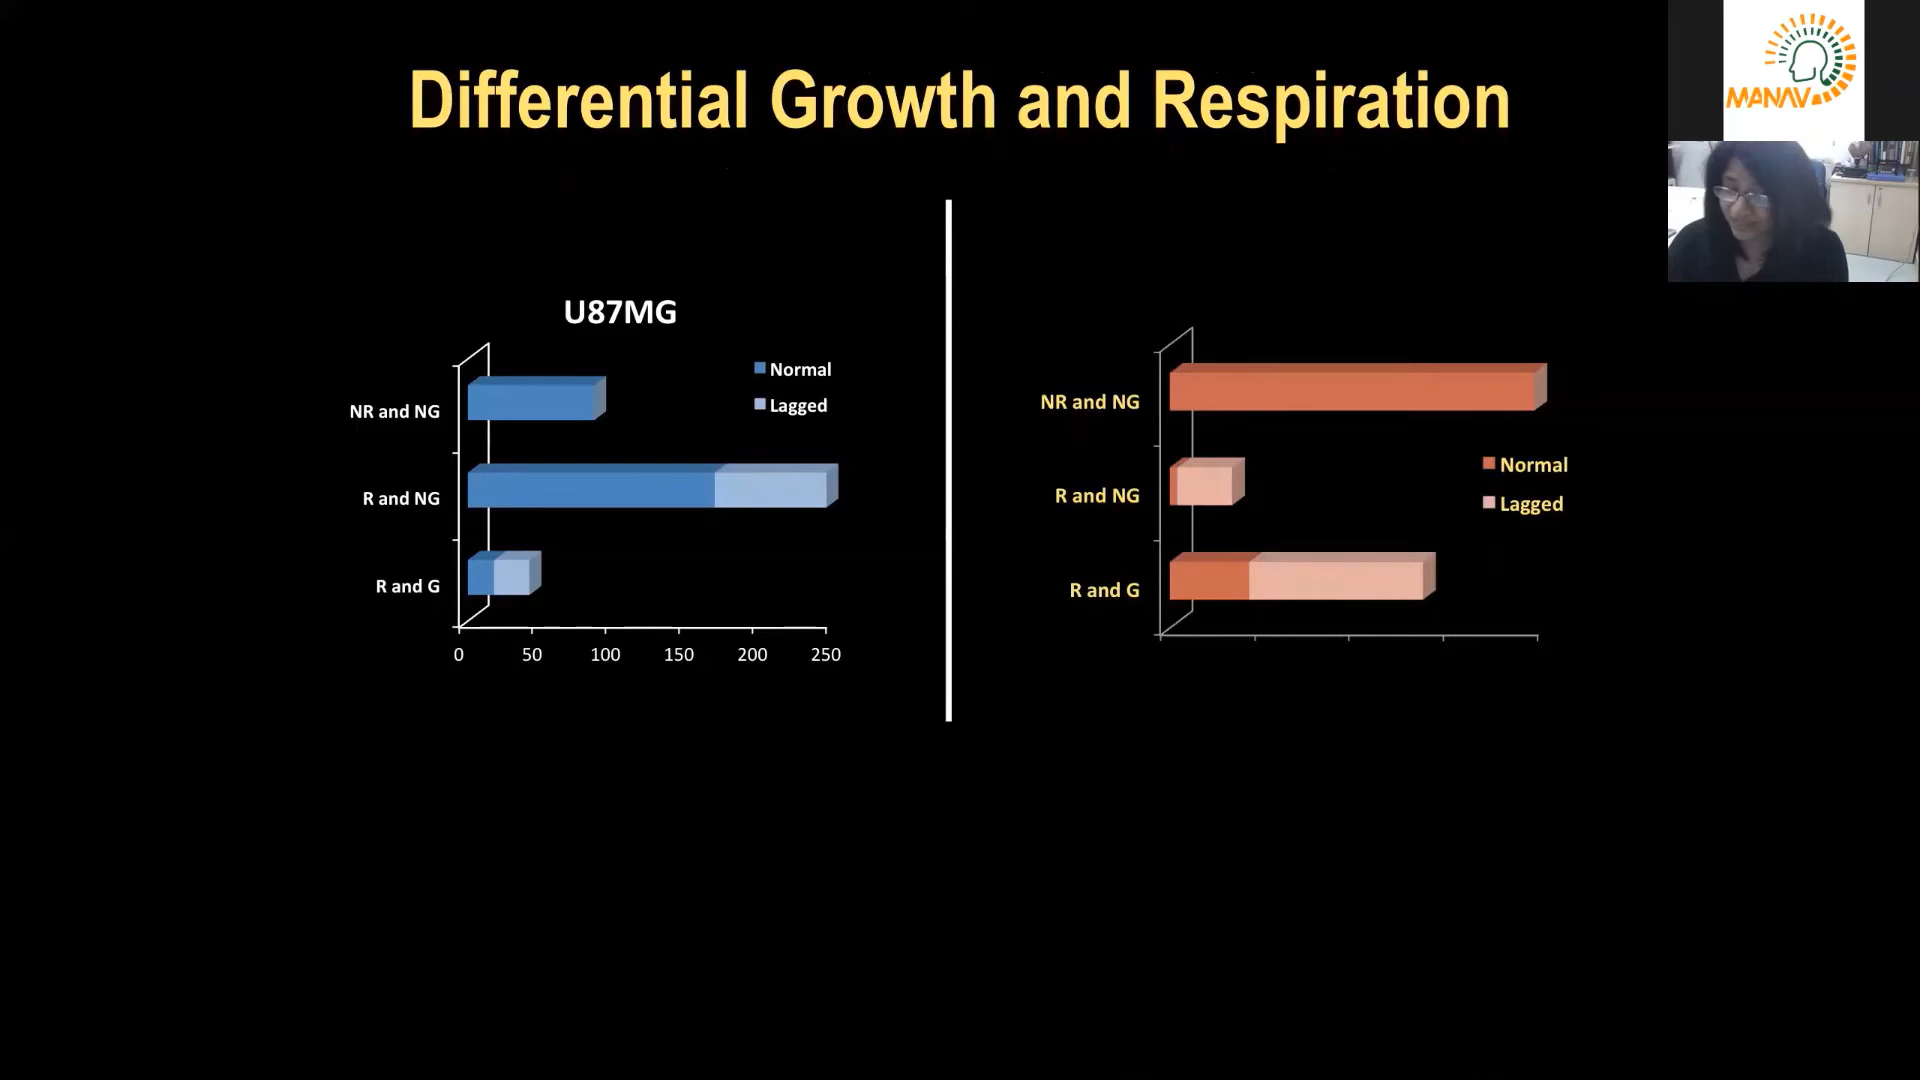 Differential Growth and Respiration
MANAV
U87MG
Normal
Lagged
NR and NG
R and NG
R and G
0 50 100 150 200 250
NR and NG
R and NG
R and G
Normal
Lagged